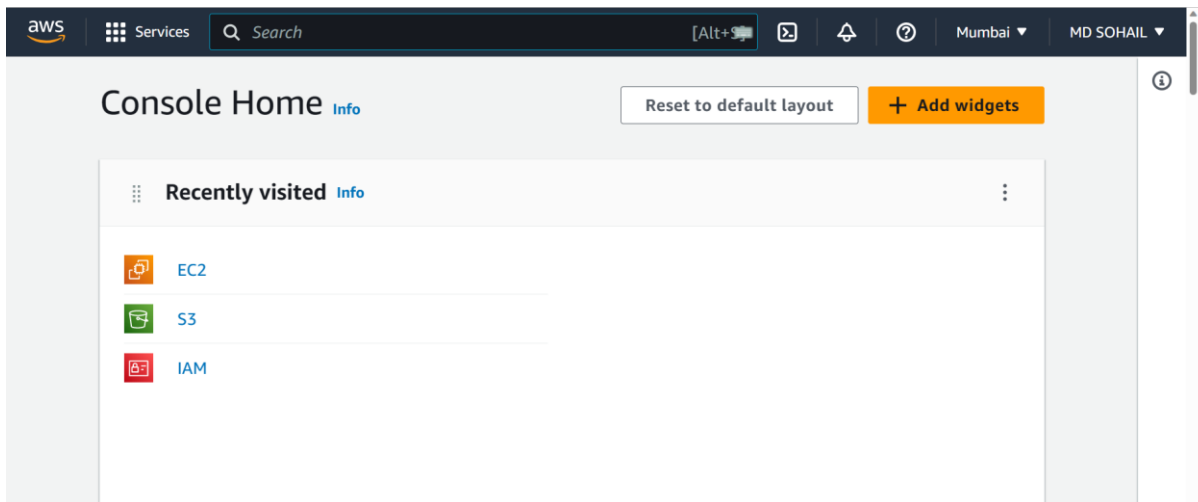 aws Services Search [Alt+S] Mumbai ▼ MD SOHAIL ▼
Console Home Info Reset to default layout + Add widgets
Recently visited Info
EC2
S3
IAM